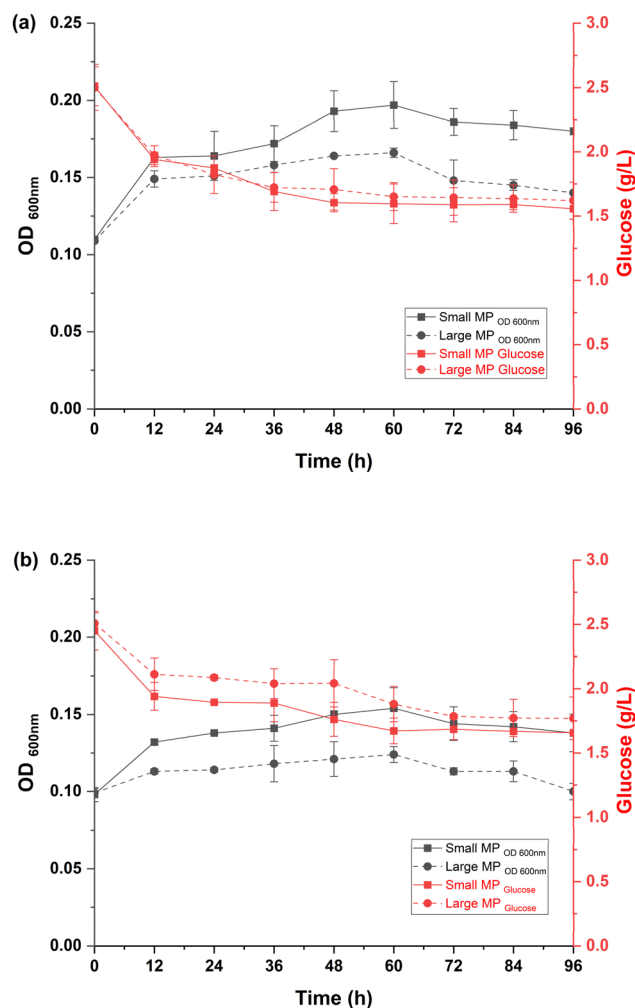 (a)
0.25
0.20
0.15
0.10
0.05
0.00
OD 600nm
3.0
2.5
2.0
1.5
1.0
0.5
0.0
Glucose (g/L)
Small MP OD 600nm
Large MP OD 600nm
Small MP Glucose
Large MP Glucose
0 12 24 36 48 60 72 84 96
Time (h)
(b)
0.25
0.20
0.15
0.10
0.05
0.00
OD 600nm
3.0
2.5
2.0
1.5
1.0
0.5
0.0
Glucose (g/L)
Small MP OD 600nm
Large MP OD 600nm
Small MP Glucose
Large MP Glucose
0 12 24 36 48 60 72 84 96
Time (h)